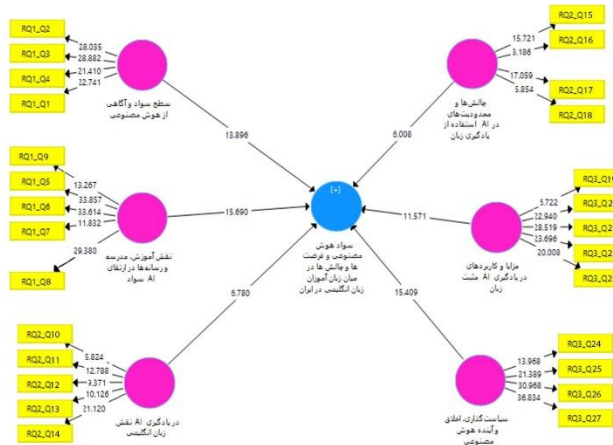 RQ1_Q2
RQ1_Q3
RQ1_Q4
RQ1_Q1
28.035
28.882
21.410
22.741
سطح سواد و آگاهی
از هوش مصنوعی
13.896
RQ2_Q15
RQ2_Q16
RQ2_Q17
RQ2_Q18
15.721
3.186
17.059
5.854
چالش‌ها و
محدودیت‌های
استفاده از AI در
یادگیری زبان
6.008
RQ1_Q9
RQ1_Q5
RQ1_Q6
RQ1_Q7
RQ1_Q8
13.267
33.857
33.614
11.832
29.380
نقش آموزش، مدرسه
و رسانه‌ها در ارتقای
سواد AI
15.690
[+]
سواد هوش
مصنوعی و فرصت
ها و چالش ها در
میان زبان آموزان
زبان انگلیسی در ایران
11.571
RQ3_Q2
RQ3_Q2
RQ3_Q2
RQ3_Q2
5.722
22.940
28.519
23.696
20.008
مزایا و کاربردهای
مثبت AI در یادگیری
زبان
6.780
RQ2_Q10
RQ2_Q11
RQ2_Q12
RQ2_Q13
RQ2_Q14
5.824
12.788
9.371
10.126
21.120
نقش AI در یادگیری
زبان انگلیسی
15.409
RQ3_Q24
RQ3_Q25
RQ3_Q26
RQ3_Q27
13.968
21.389
30.968
36.834
سیاست‌گذاری، اخلاق
و آینده هوش
مصنوعی